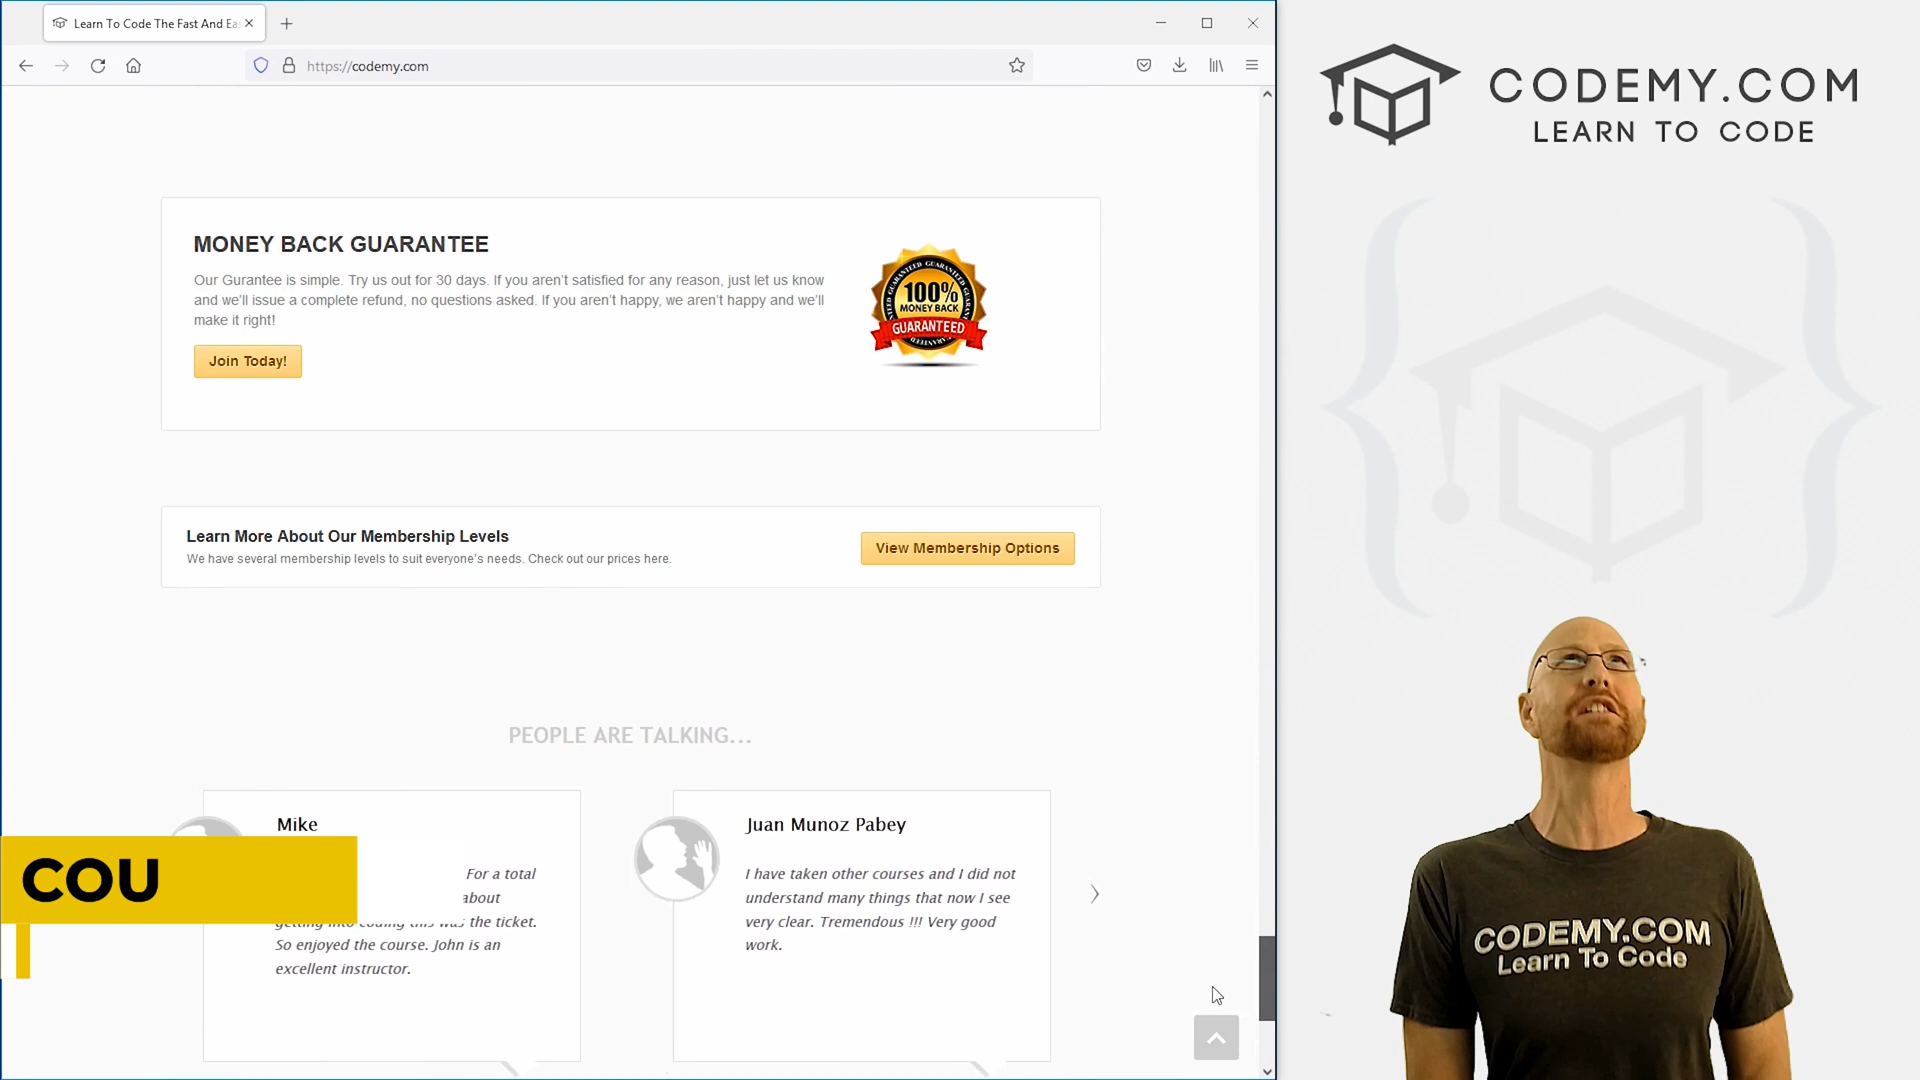 Learn To Code The Fast And Ea
https://codemy.com
CODEMY.COM
LEARN TO CODE
MONEY BACK GUARANTEE
Our Gurantee is simple. Try us out for 30 days. If you aren't satisfied for any reason, just let us know
and we'll issue a complete refund, no questions asked. If you aren't happy, we aren't happy and we'll
make it right!
Join Today!
100%
MONEY BACK
GUARANTEED
Learn More About Our Membership Levels
We have several membership levels to suit everyone's needs. Check out our prices here.
View Membership Options
PEOPLE ARE TALKING...
Mike
For a total
about
getting into coding this was the ticket.
So enjoyed the course. John is an
excellent instructor.
Juan Munoz Pabey
I have taken other courses and I did not
understand many things that now I see
very clear. Tremendous !!! Very good
work.
COU
CODEMY.COM
Learn To Code